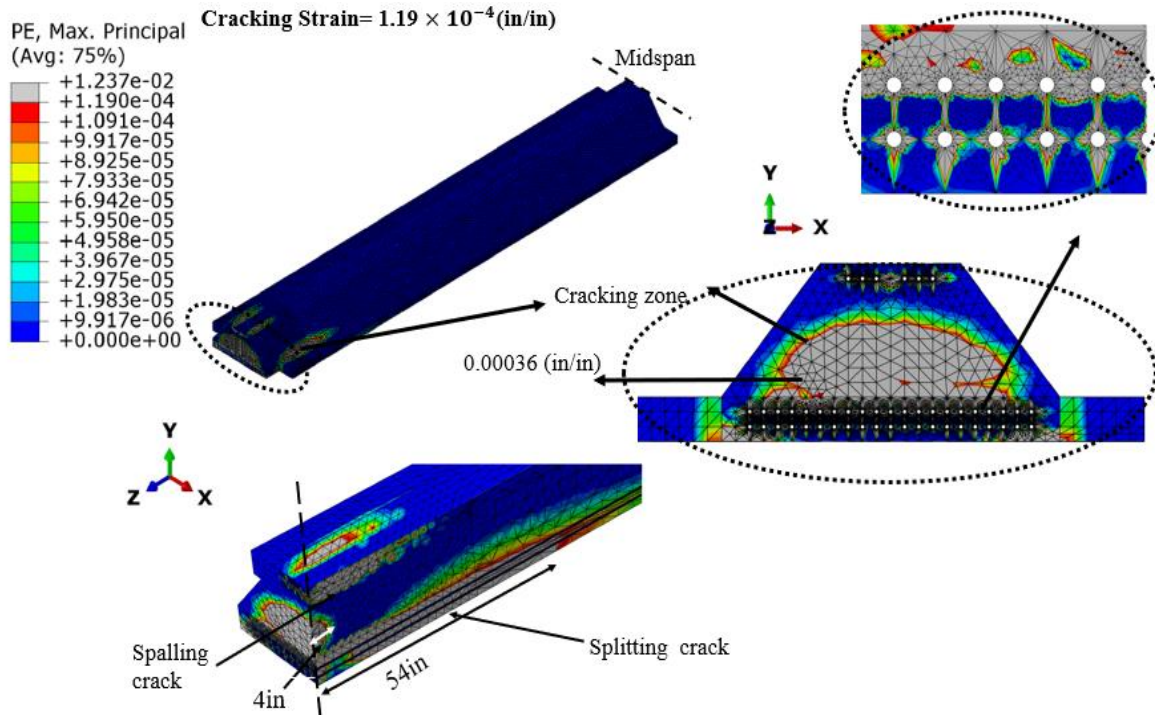 Cracking Strain= 1.19 × 10⁻⁴(in/in)
PE, Max. Principal
(Avg: 75%)
+1.237e-02
+1.190e-04
+1.091e-04
+9.917e-05
+8.925e-05
+7.933e-05
+6.942e-05
+5.950e-05
+4.958e-05
+3.967e-05
+2.975e-05
+1.983e-05
+9.917e-06
+0.000e+00
Midspan
Y
Z X
Cracking zone
0.00036 (in/in)
Y
Z X
Spalling
crack
4in
54in
Splitting crack